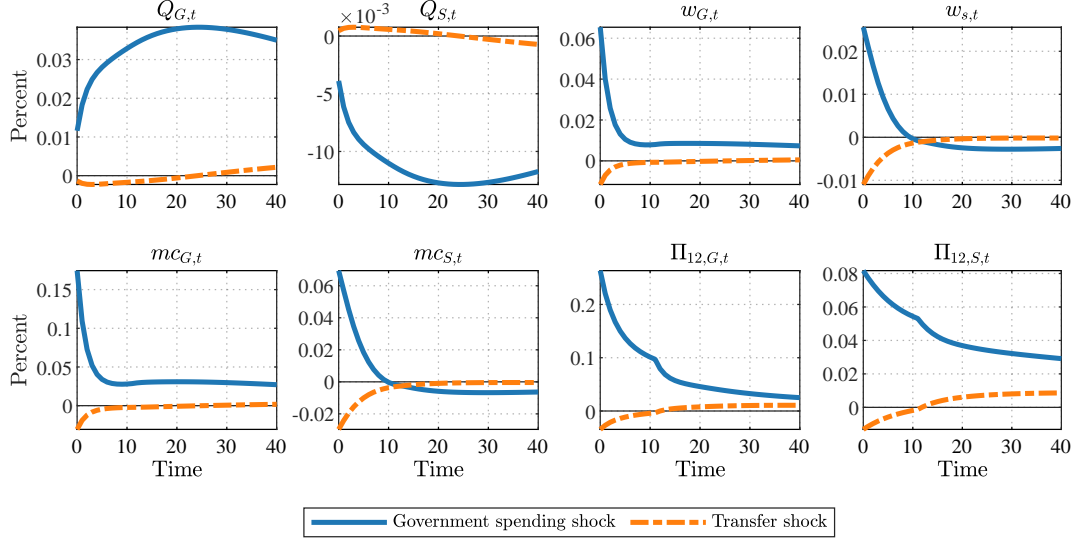 Q_{G,t} Q_{S,t} w_{G,t} w_{s,t}
×10^{-3}
Percent
0.03 0.02 0.01 0
0 -5 -10
0.06 0.04 0.02 0
0.02 0.01 0 -0.01
0 10 20 30 40 0 10 20 30 40 0 10 20 30 40 0 10 20 30 40
mc_{G,t} mc_{S,t} Π_{12,G,t} Π_{12,S,t}
Percent
0.15 0.1 0.05 0
0.06 0.04 0.02 0 -0.02
0.2 0.1 0
0.08 0.06 0.04 0.02 0
0 10 20 30 40 0 10 20 30 40 0 10 20 30 40 0 10 20 30 40
Time Time Time Time
Government spending shock Transfer shock